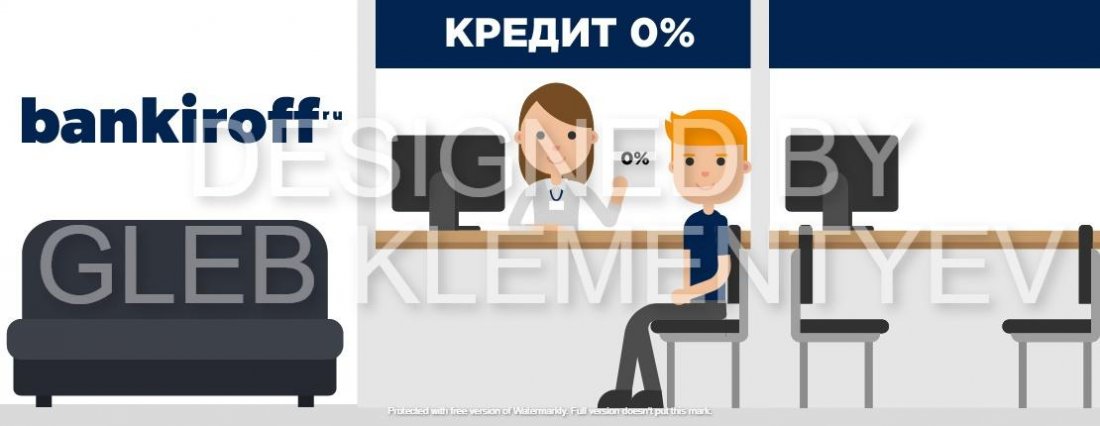 КРЕДИТ 0%
bankiroff ru
0%
DESIGNED BY
GLEB KLEMENTYEV
Protected with free version of Watermarkly. Full version doesn't put this mark.